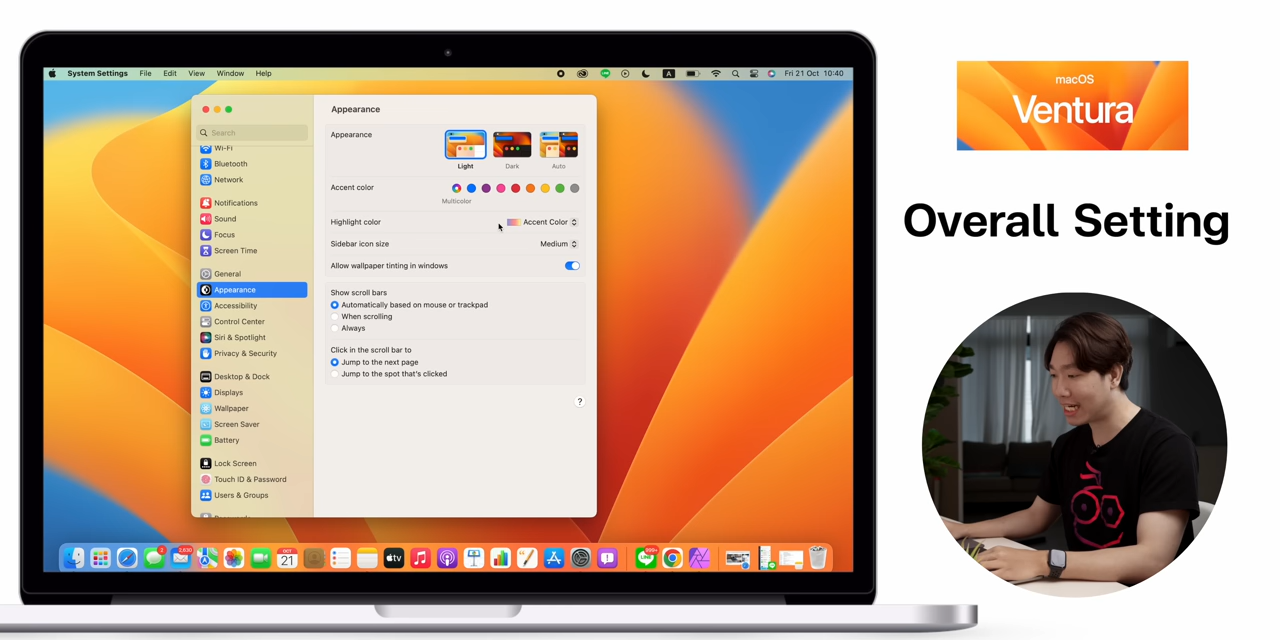 System Settings File Edit View Window Help
A
Fri 21 Oct 10:40
macOS
Ventura
Overall Setting
Search
Wi-Fi
Bluetooth
Network
Notifications
Sound
Focus
Screen Time
General
Appearance
Accessibility
Control Center
Siri & Spotlight
Privacy & Security
Desktop & Dock
Displays
Wallpaper
Screen Saver
Battery
Lock Screen
Touch ID & Password
Users & Groups
Appearance
Appearance
Light Dark Auto
Accent color
Multicolor
Highlight color Accent Color
Sidebar icon size Medium
Allow wallpaper tinting in windows
Show scroll bars
Automatically based on mouse or trackpad
When scrolling
Always
Click in the scroll bar to
Jump to the next page
Jump to the spot that's clicked
?
OCT
21
tv